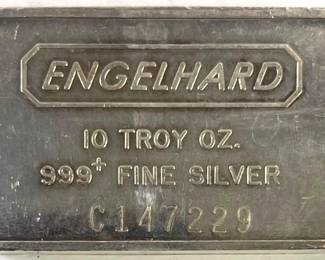 ENGELHARD
10 TROY OZ.
999+ FINE SILVER
C147229